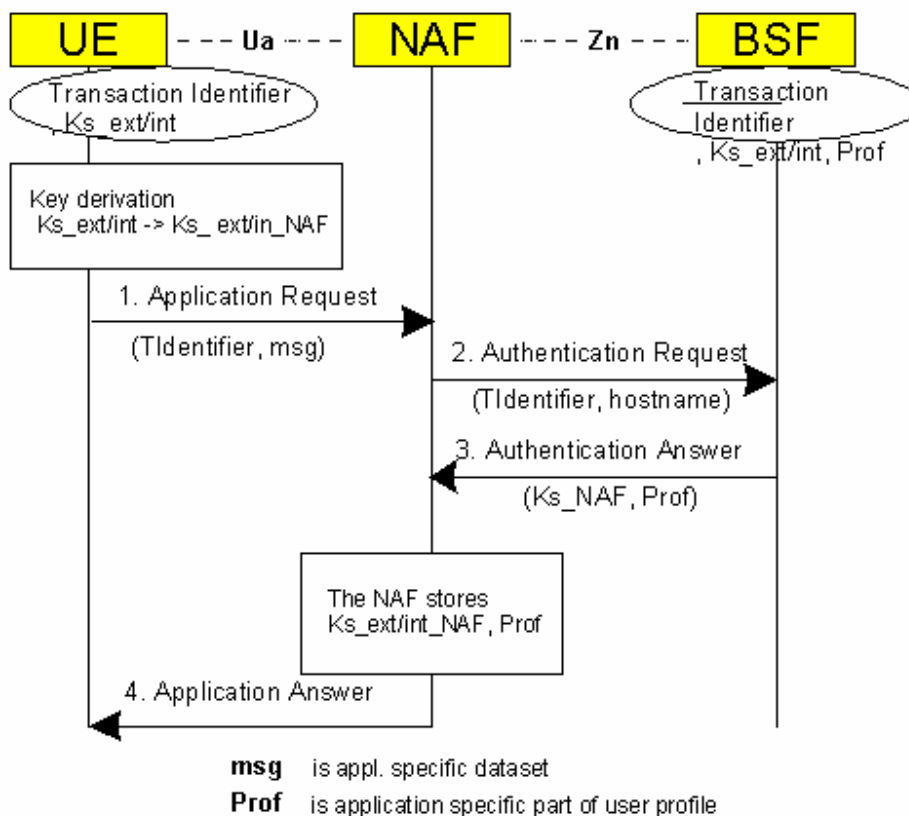 UE
Ua
NAF
Zn
BSF
Transaction Identifier
, Ks_ext/int
Transaction
Identifier
, Ks_ext/int, Prof
Key derivation
Ks_ext/int -> Ks_ ext/in_NAF
1. Application Request
(TIdentifier, msg)
2. Authentication Request
(TIdentifier, hostname)
3. Authentication Answer
(Ks_NAF, Prof)
The NAF stores
Ks_ext/int_NAF, Prof
4. Application Answer
msg is appl. specific dataset
Prof is application specific part of user profile